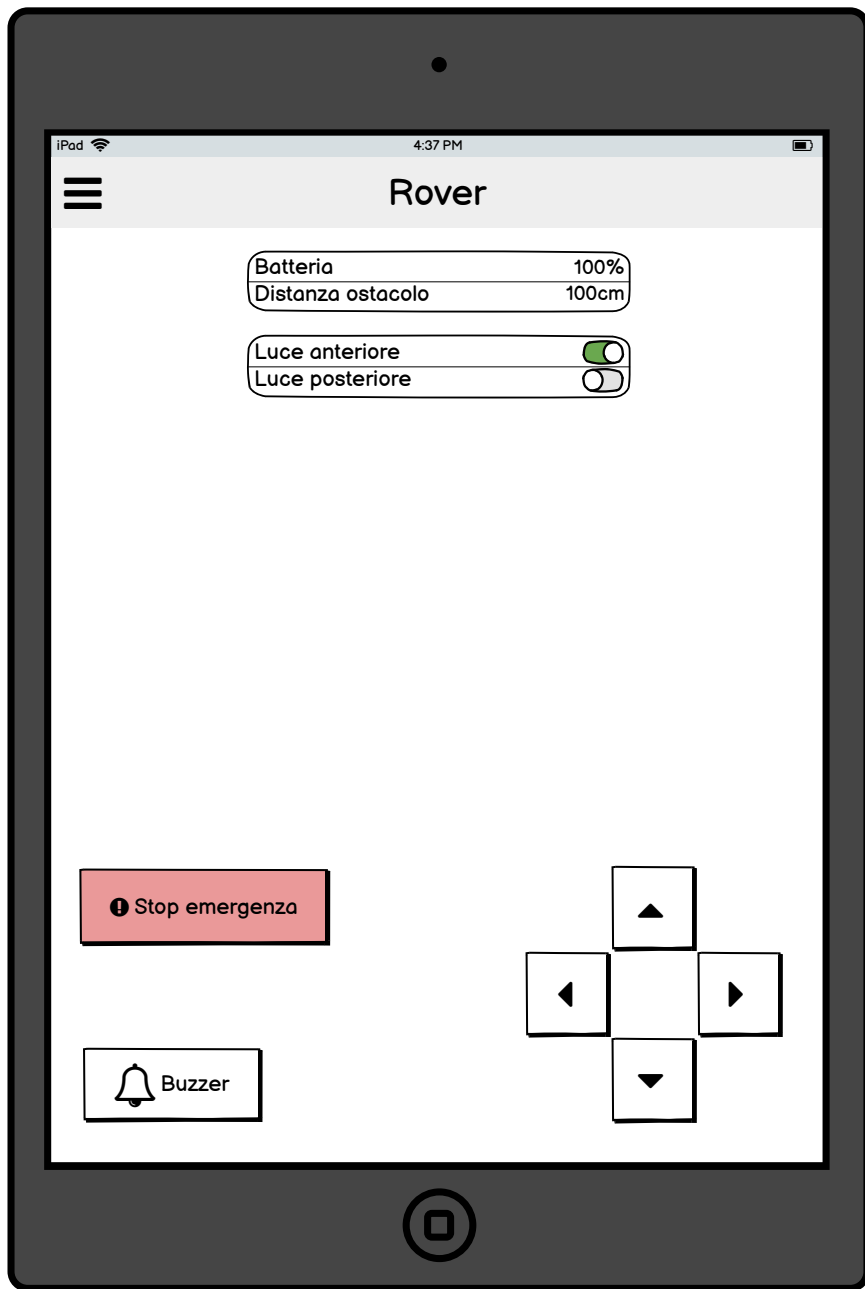 iPad 4:37 PM
Rover
Batteria 100%
Distanza ostacolo 100cm
Luce anteriore
Luce posteriore
Stop emergenza
Buzzer